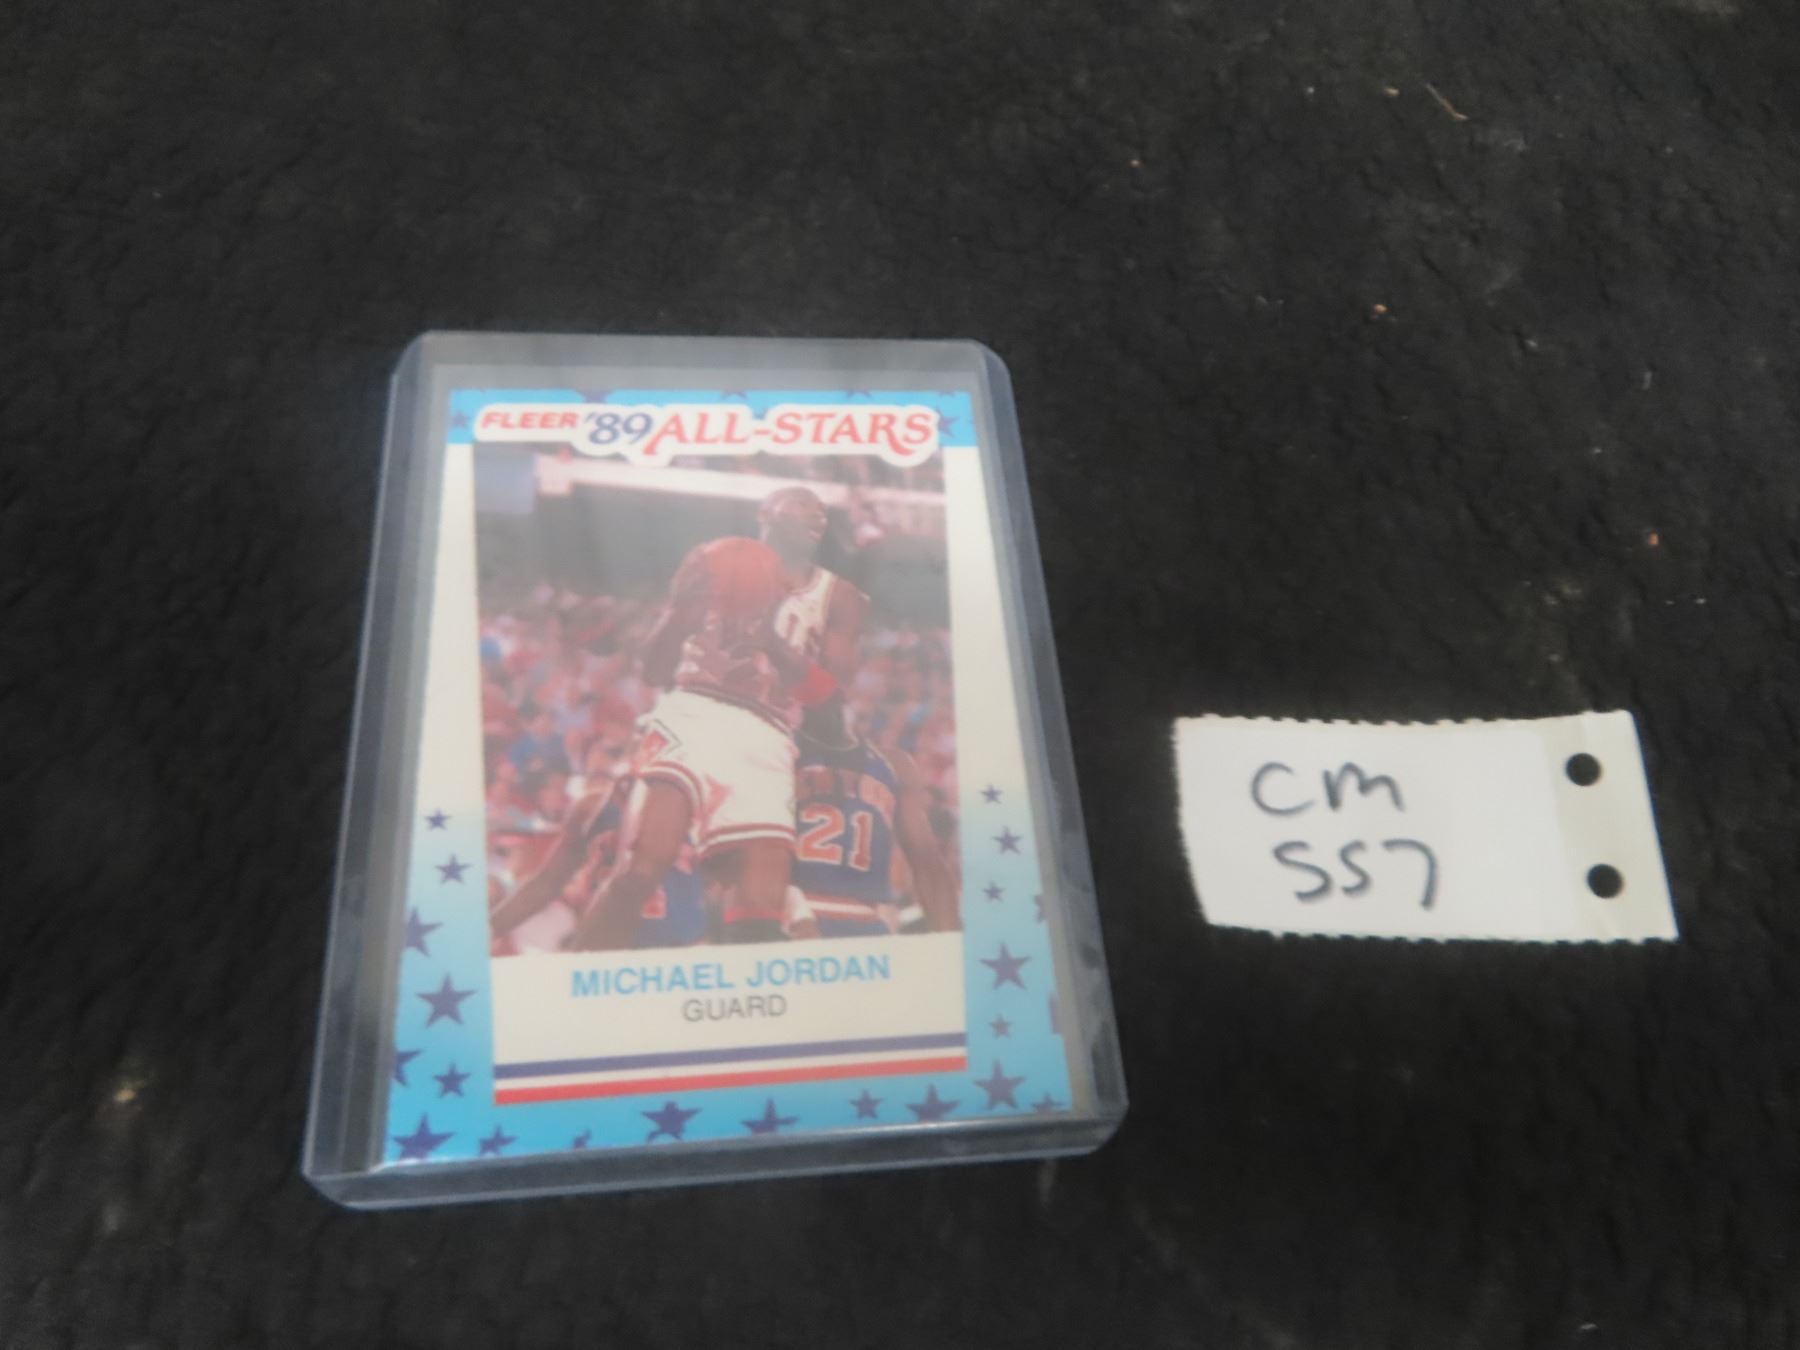 FLEER '89 ALL-STARS
21
MICHAEL JORDAN
GUARD
CM
557